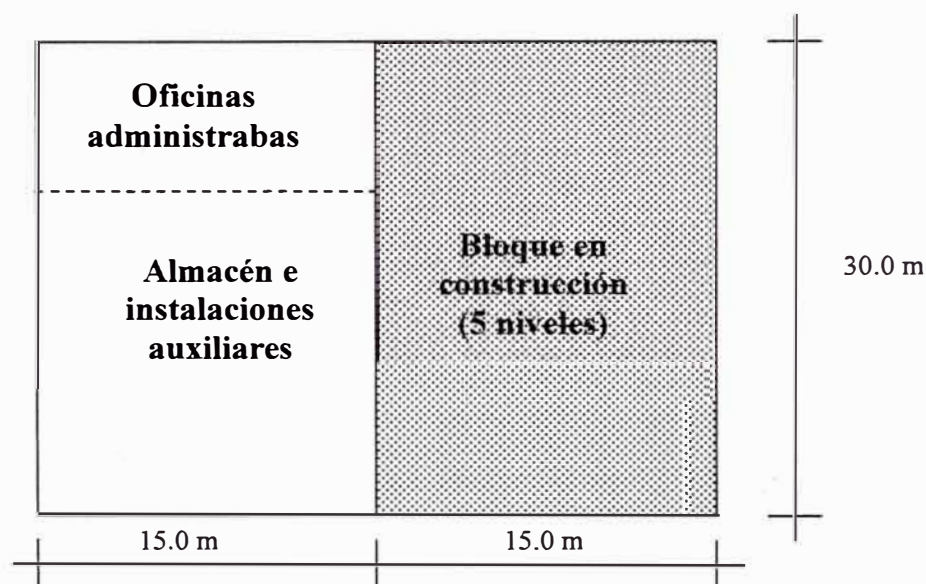 Oficinas
administrabas
Almacén e
instalaciones
auxiliares
Bloque en
construcción
(5 niveles)
30.0 m
15.0 m
15.0 m